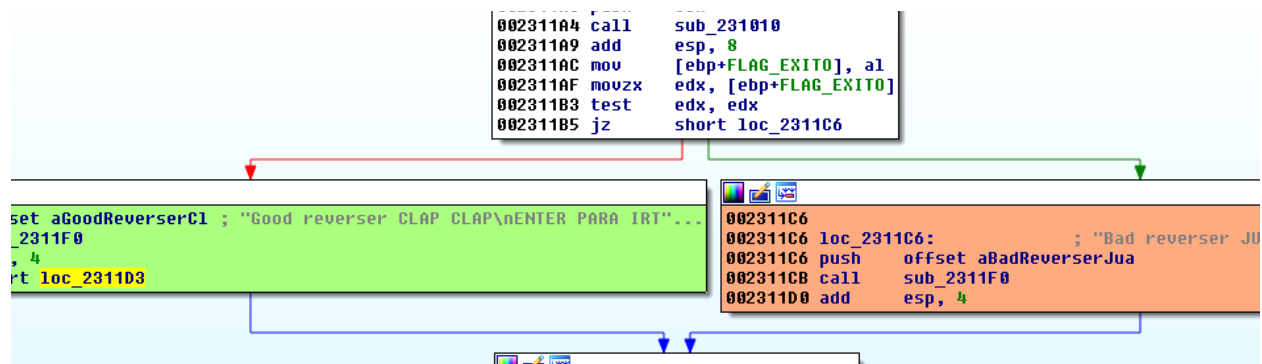 002311A4 call sub_231010
002311A9 add esp, 8
002311AC mov [ebp+FLAG_EXITO], al
002311AF movzx edx, [ebp+FLAG_EXITO]
002311B3 test edx, edx
002311B5 jz short loc_2311C6
set aGoodReverserCl ; "Good reverser CLAP CLAP\nENTER PARA IRT"...
_2311F0
, 4
rt loc_2311D3
002311C6
002311C6 loc_2311C6: ; "Bad reverser JU
002311C6 push offset aBadReverserJua
002311CB call sub_2311F0
002311D0 add esp, 4